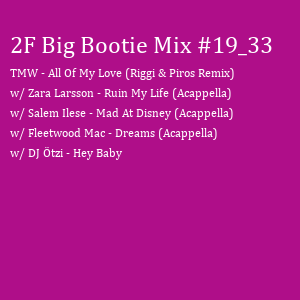 2F Big Bootie Mix #19_33
TMW - All Of My Love (Riggi & Piros Remix)
w/ Zara Larsson - Ruin My Life (Acappella)
w/ Salem Ilese - Mad At Disney (Acappella)
w/ Fleetwood Mac - Dreams (Acappella)
w/ DJ Ötzi - Hey Baby